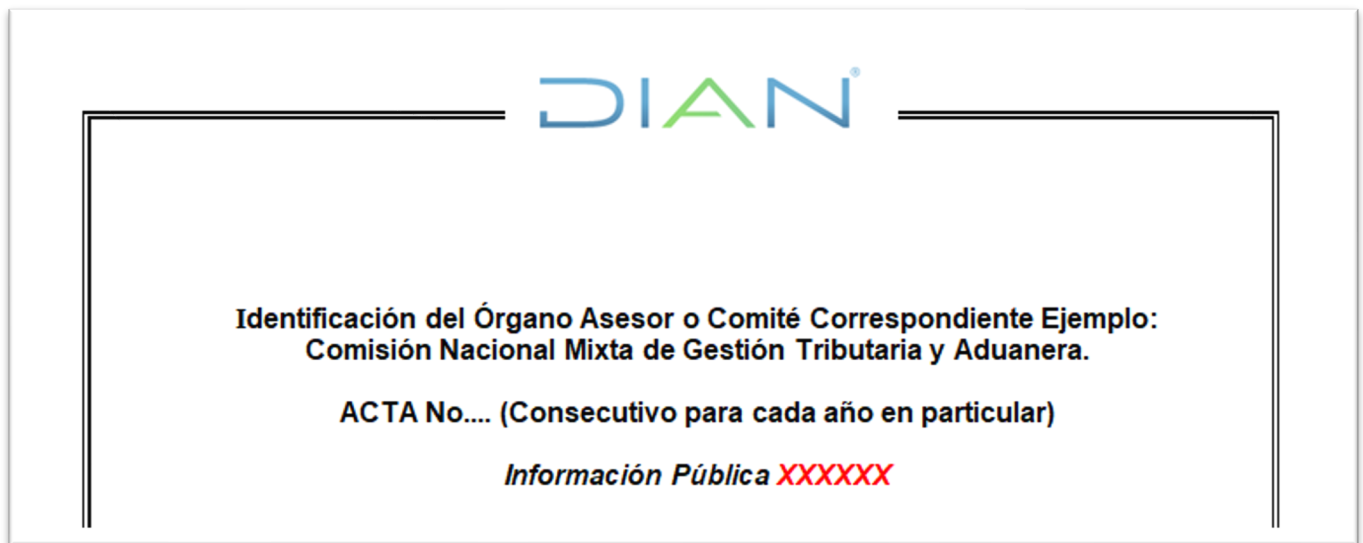 DIAN®
Identificación del Órgano Asesor o Comité Correspondiente Ejemplo:
Comisión Nacional Mixta de Gestión Tributaria y Aduanera.
ACTA No.... (Consecutivo para cada año en particular)
Información Pública XXXXXX